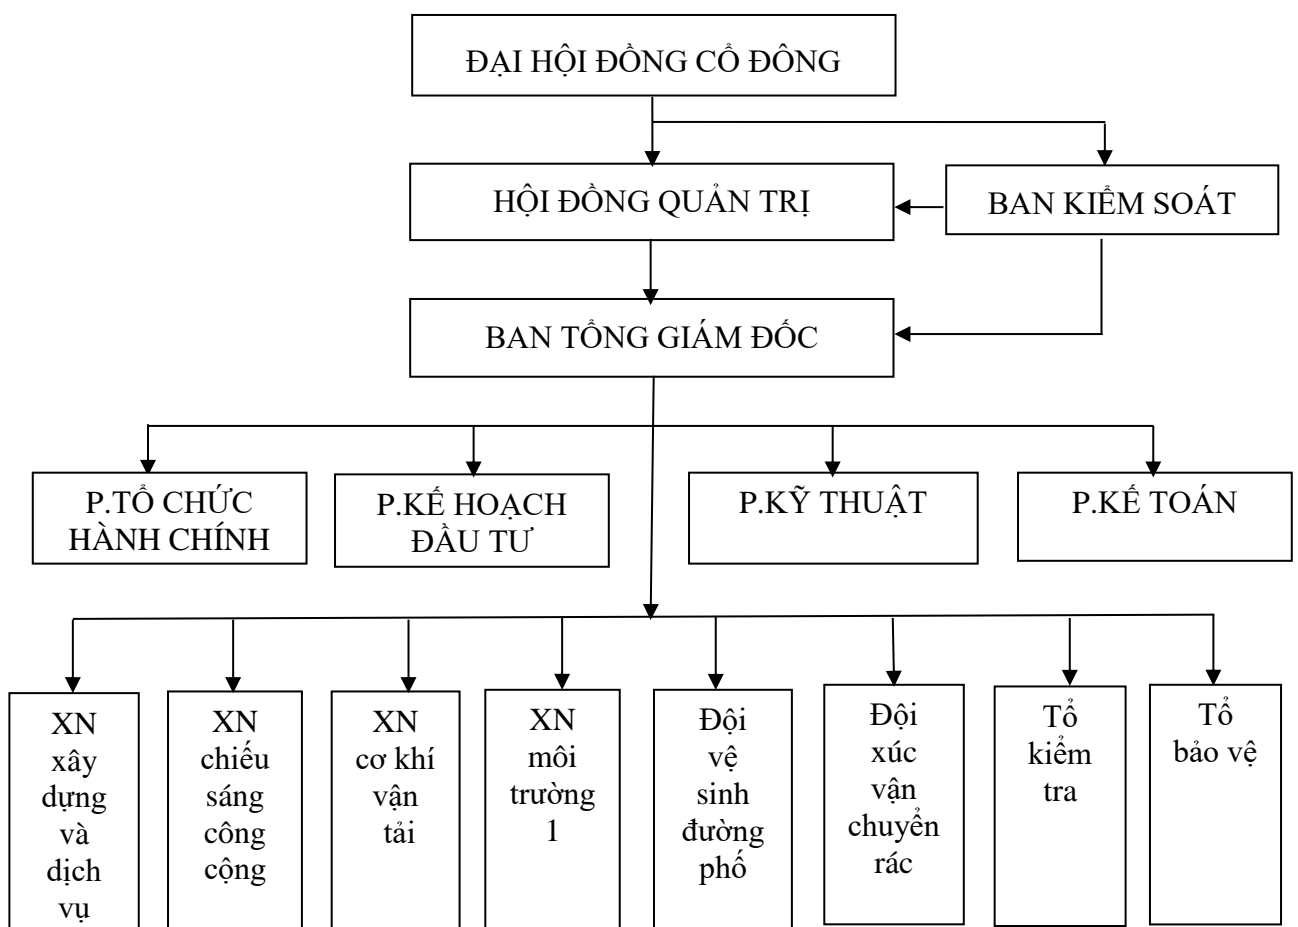 ĐẠI HỘI ĐỒNG CỔ ĐÔNG
HỘI ĐỒNG QUẢN TRỊ
BAN KIỂM SOÁT
BAN TỔNG GIÁM ĐỐC
P.TỔ CHỨC
HÀNH CHÍNH
P.KẾ HOẠCH
ĐẦU TƯ
P.KỸ THUẬT
P.KẾ TOÁN
XN
xây
dựng
và
dịch
vụ
XN
chiếu
sáng
công
cộng
XN
cơ khí
vận
tải
XN
môi
trường
1
Đội
vệ
sinh
đường
phố
Đội
xúc
vận
chuyển
rác
Tổ
kiểm
tra
Tổ
bảo vệ